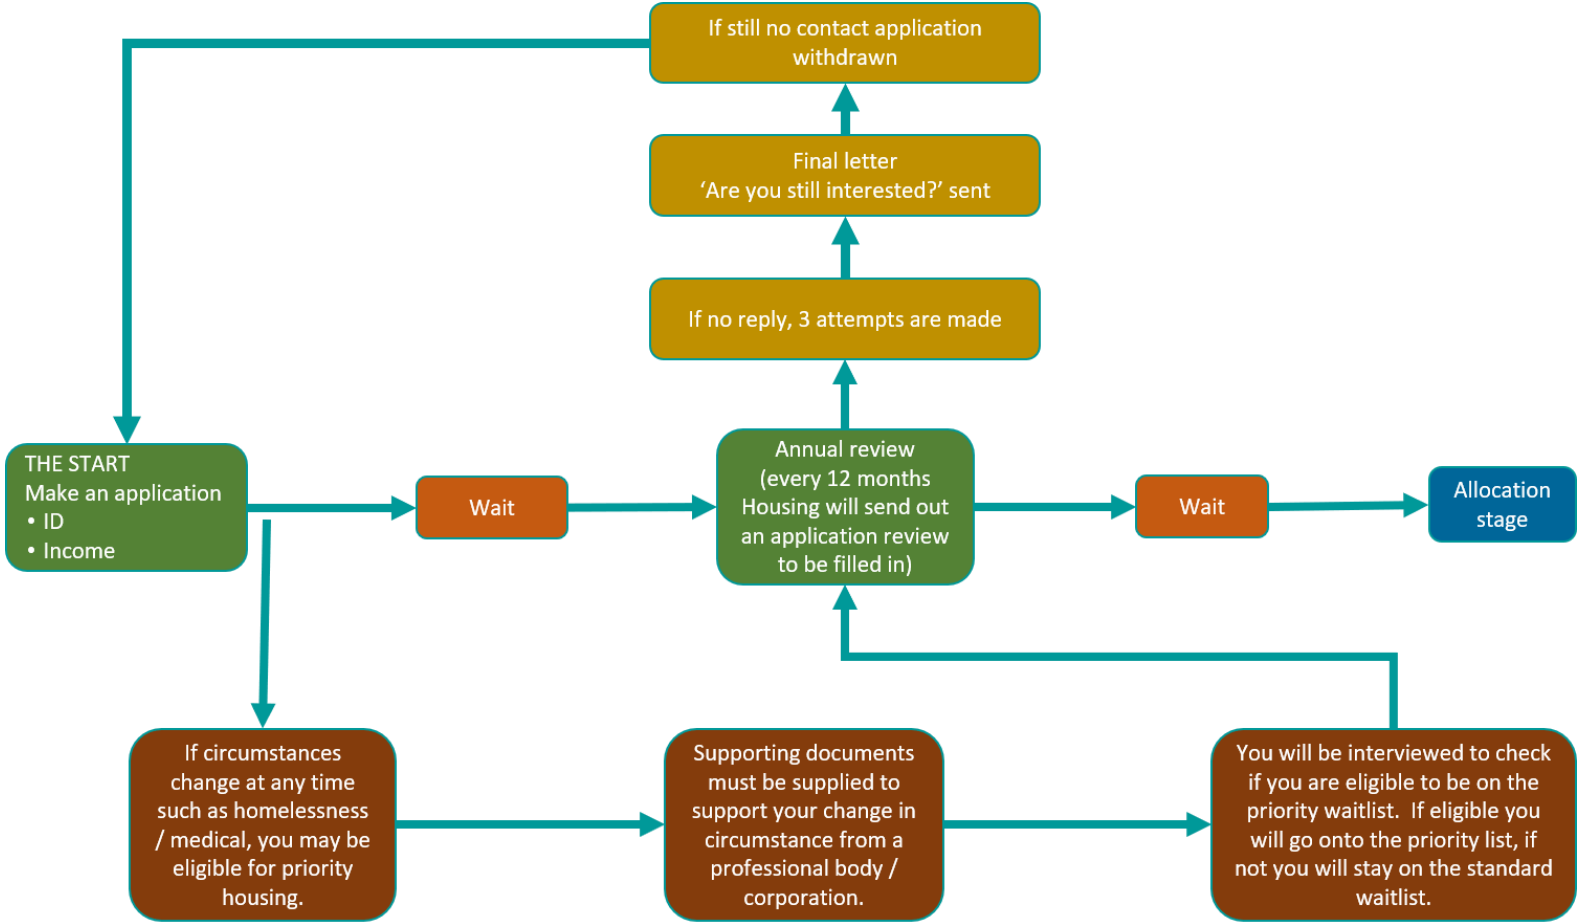 If still no contact application
withdrawn
Final letter
‘Are you still interested?’ sent
If no reply, 3 attempts are made
THE START
Make an application
• ID
• Income
Wait
Annual review
(every 12 months
Housing will send out
an application review
to be filled in)
Wait
Allocation
stage
If circumstances
change at any time
such as homelessness
/ medical, you may be
eligible for priority
housing.
Supporting documents
must be supplied to
support your change in
circumstance from a
professional body /
corporation.
You will be interviewed to check
if you are eligible to be on the
priority waitlist.  If eligible you
will go onto the priority list, if
not you will stay on the standard
waitlist.